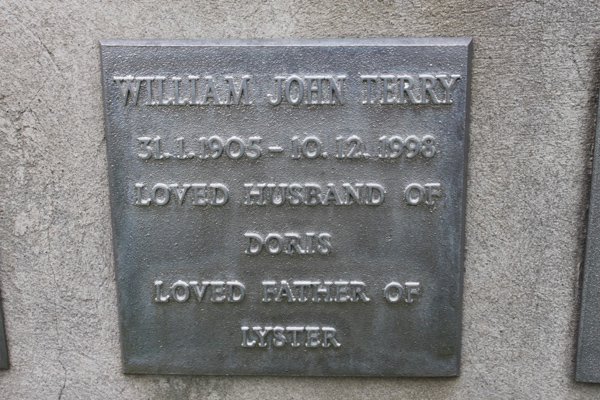 WILLIAM JOHN TERRY
31. 1. 1905 – 10. 12. 1998
LOVED HUSBAND OF
DORIS
LOVED FATHER OF
LYSTER